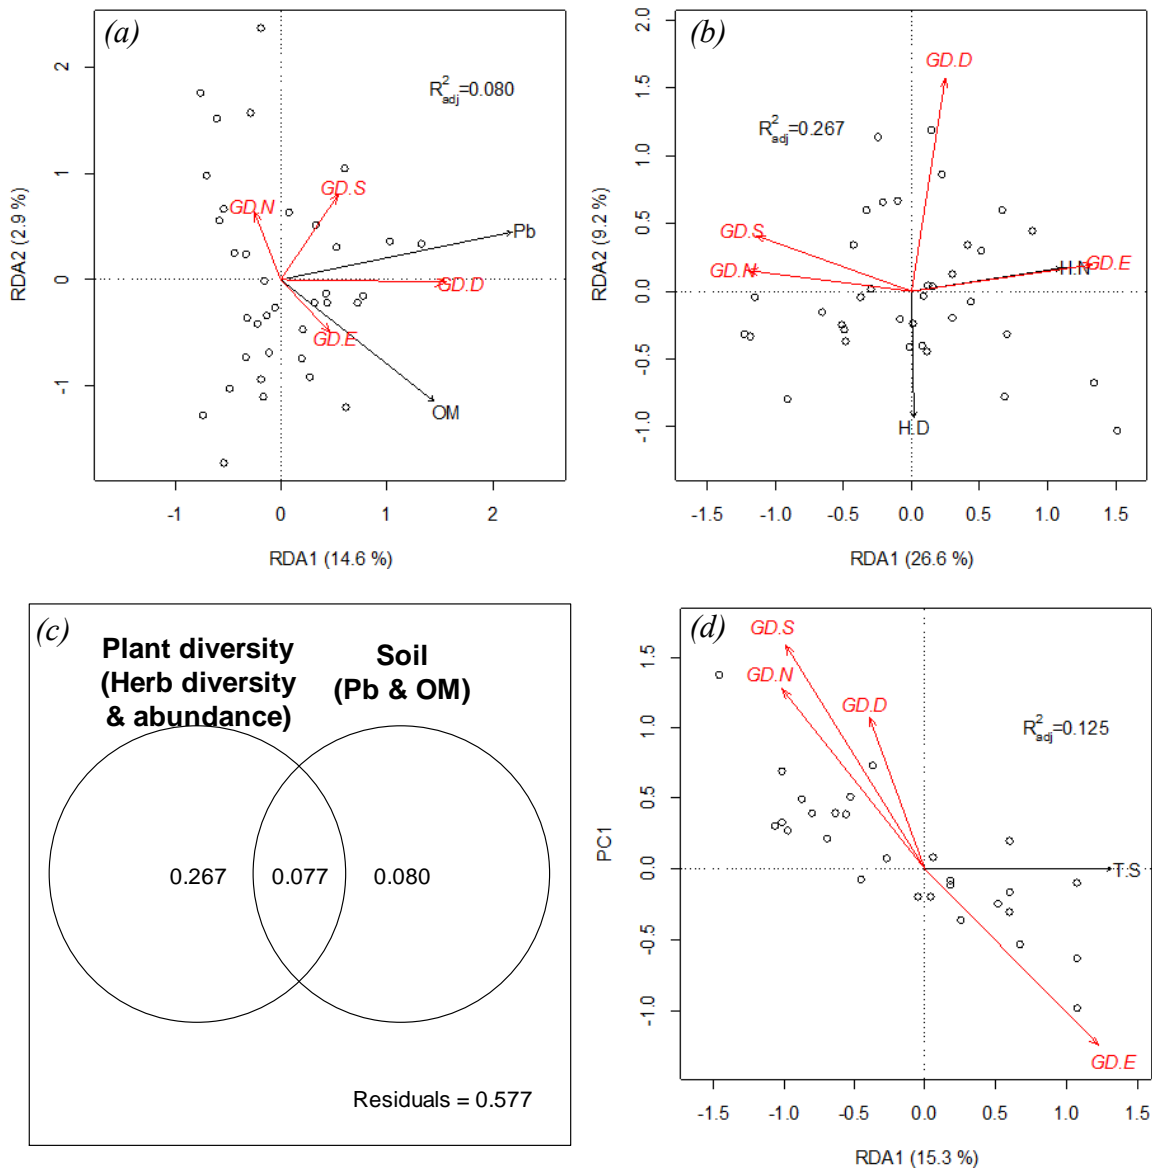 (a)
R²adj=0.080
GD.S
GD.N
Pb
GD.D
GD.E
OM
2
1
0
-1
RDA2 (2.9 %)
-1 0 1 2
RDA1 (14.6 %)
(b)
GD.D
R²adj=0.267
GD.S
GD.N
H.N
GD.E
H.D
2.0
1.5
1.0
0.5
0.0
-0.5
-1.0
RDA2 (9.2 %)
-1.5 -1.0 -0.5 0.0 0.5 1.0 1.5
RDA1 (26.6 %)
(c)
Plant diversity
(Herb diversity
& abundance)
Soil
(Pb & OM)
0.267 0.077 0.080
Residuals = 0.577
(d)
GD.S
GD.N
GD.D
R²adj=0.125
T.S
GD.E
1.5
1.0
0.5
0.0
-0.5
-1.0
PC1
-1.5 -1.0 -0.5 0.0 0.5 1.0 1.5
RDA1 (15.3 %)